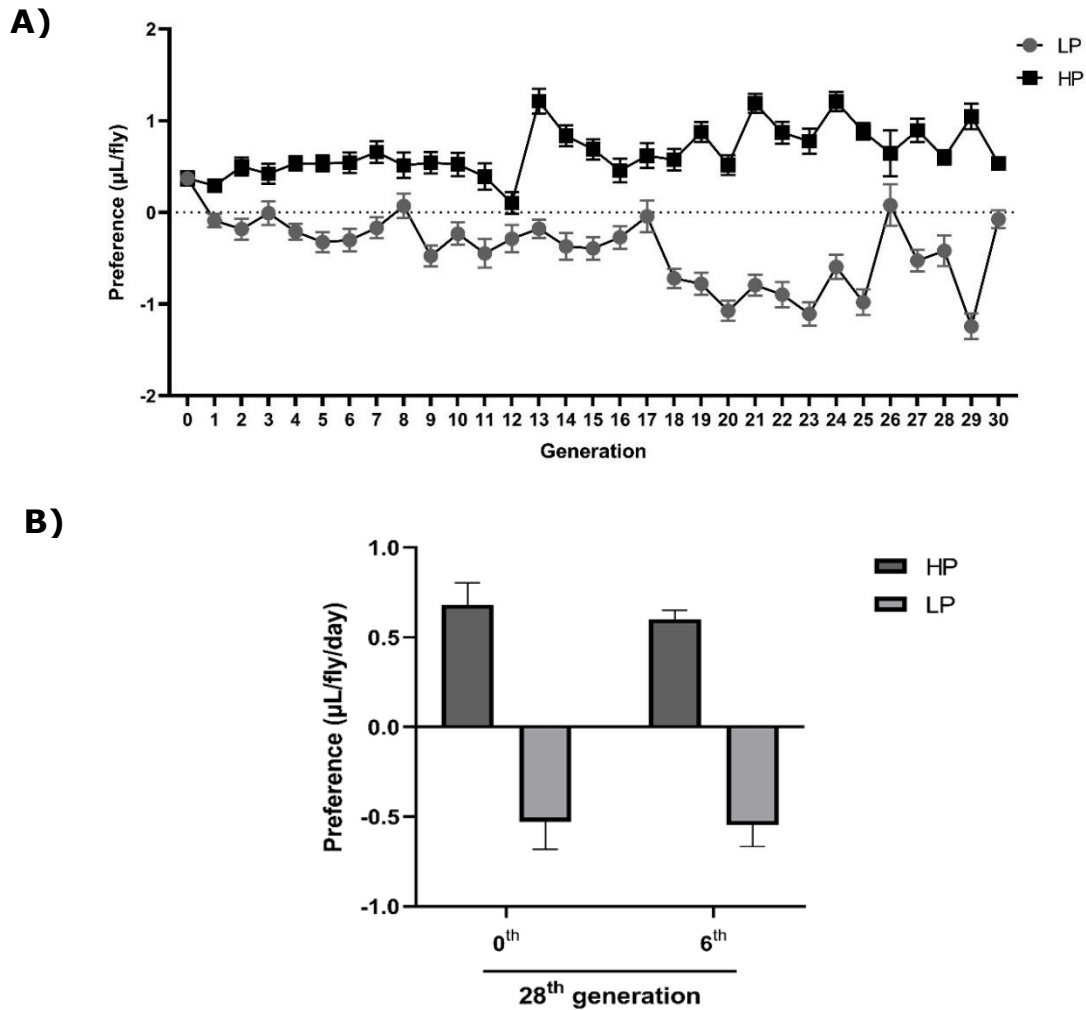 A)
2
1
0
-1
-2
Preference (µL/fly)
LP
HP
0 1 2 3 4 5 6 7 8 9 10 11 12 13 14 15 16 17 18 19 20 21 22 23 24 25 26 27 28 29 30
Generation
B)
1.0
0.5
0.0
-0.5
-1.0
Preference (µL/fly/day)
HP
LP
0th 6th
28th generation